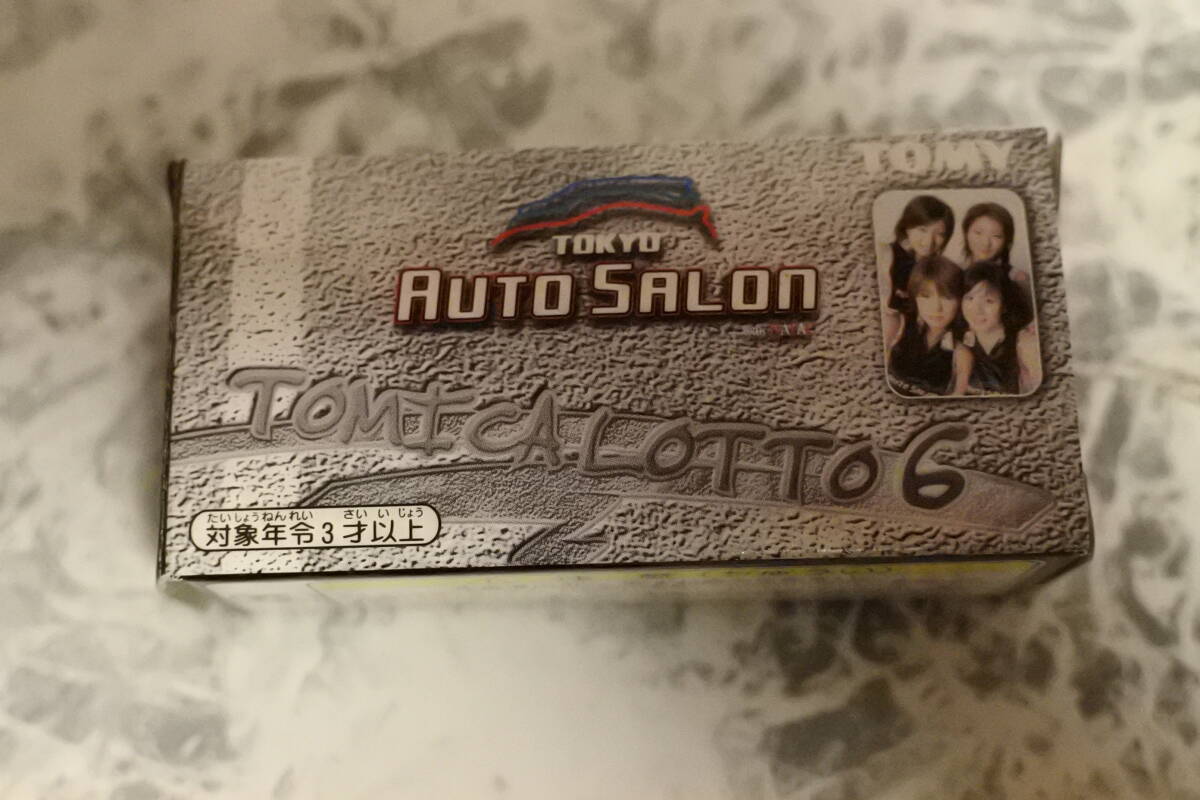 TOMY
TOKYO
AUTO SALON
TOMICA LOTTO 6
たいしょうねんれい さいいじょう
対象年令3才以上